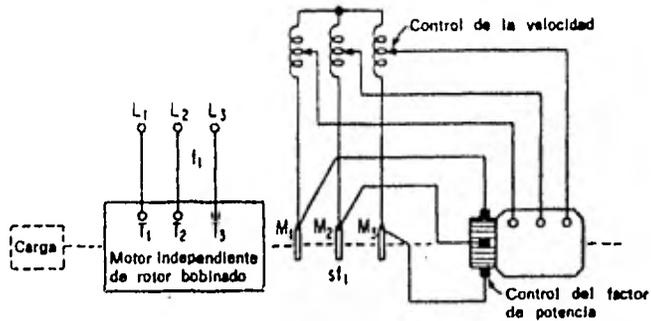 Control de la velocidad
L₁ L₂ L₃
f₁
T₁ T₂ T₃
Motor Independiente
de rotor bobinado
Carga
M₁ M₂ M₃
sf₁
Control del factor
de potencia